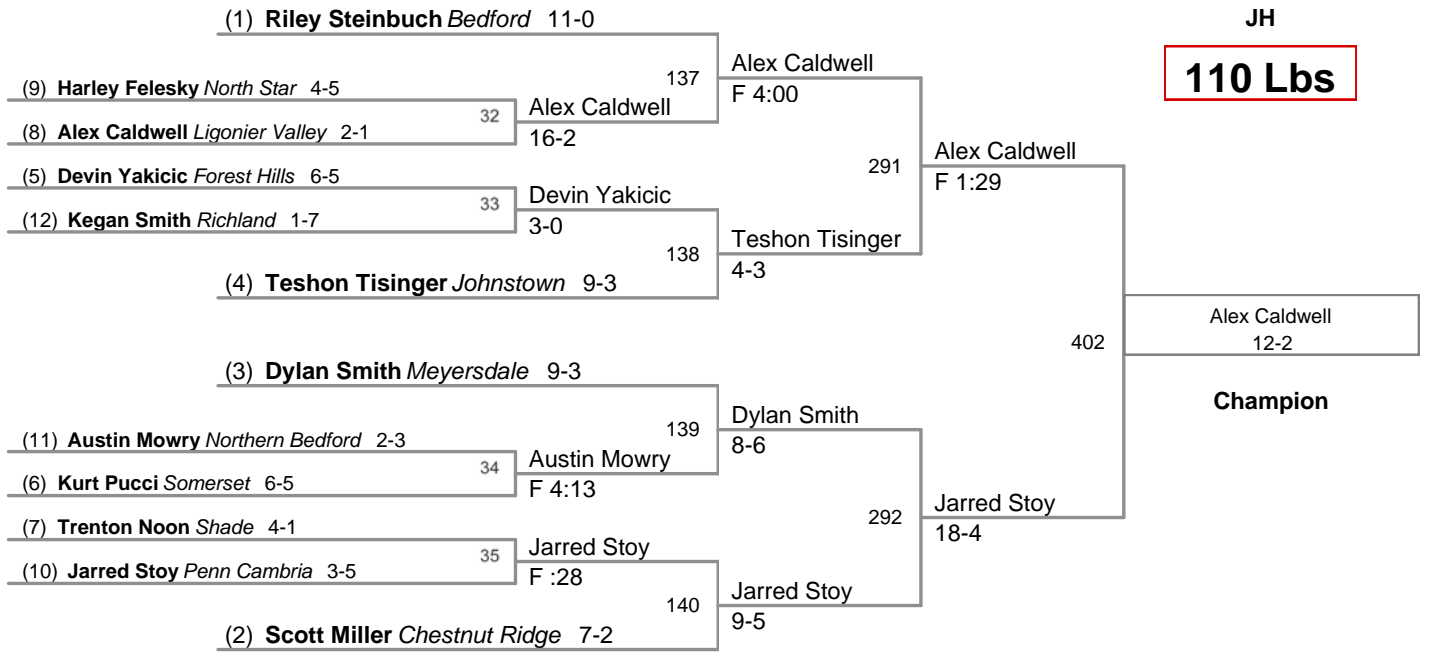 (1) Riley Steinbuch Bedford 11-0
JH
110 Lbs
137
Alex Caldwell
F 4:00
(9) Harley Felesky North Star 4-5
32
Alex Caldwell
16-2
(8) Alex Caldwell Ligonier Valley 2-1
291
Alex Caldwell
F 1:29
(5) Devin Yakicic Forest Hills 6-5
33
Devin Yakicic
3-0
(12) Kegan Smith Richland 1-7
138
Teshon Tisinger
4-3
(4) Teshon Tisinger Johnstown 9-3
402
Alex Caldwell
12-2
Champion
(3) Dylan Smith Meyersdale 9-3
139
Dylan Smith
8-6
(11) Austin Mowry Northern Bedford 2-3
34
Austin Mowry
F 4:13
(6) Kurt Pucci Somerset 6-5
292
Jarred Stoy
18-4
(7) Trenton Noon Shade 4-1
35
Jarred Stoy
F :28
(10) Jarred Stoy Penn Cambria 3-5
140
Jarred Stoy
9-5
(2) Scott Miller Chestnut Ridge 7-2